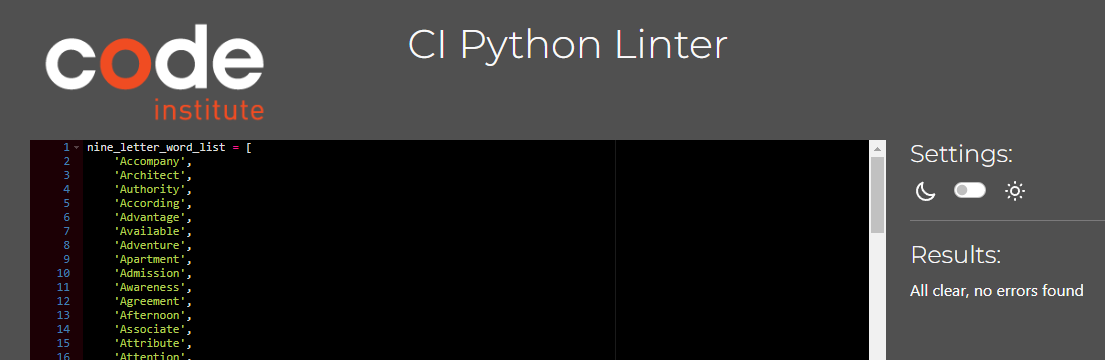 code
institute
CI Python Linter
1 nine_letter_word_list = [
2 'Accompany',
3 'Architect',
4 'Authority',
5 'According',
6 'Advantage',
7 'Available',
8 'Adventure',
9 'Apartment',
10 'Admission',
11 'Awareness',
12 'Agreement',
13 'Afternoon',
14 'Associate',
15 'Attribute',
16 'Attention',
Settings:
Results:
All clear, no errors found